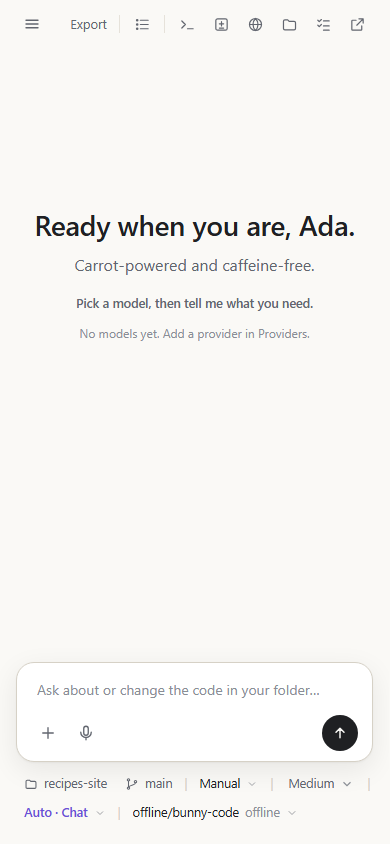 Export
Ready when you are, Ada.
Carrot-powered and caffeine-free.
Pick a model, then tell me what you need.
No models yet. Add a provider in Providers.
Ask about or change the code in your folder...
recipes-site main Manual Medium
Auto · Chat offline/bunny-code offline